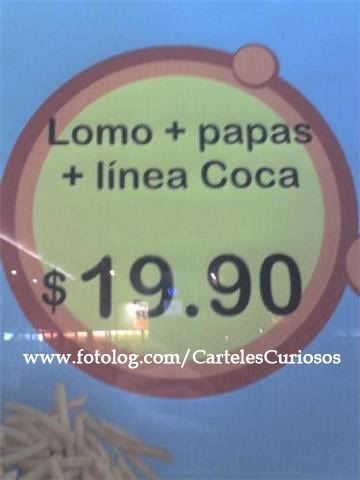 Lomo + papas
+ línea Coca
$19.90
www.fotolog.com/CartelesCuriosos